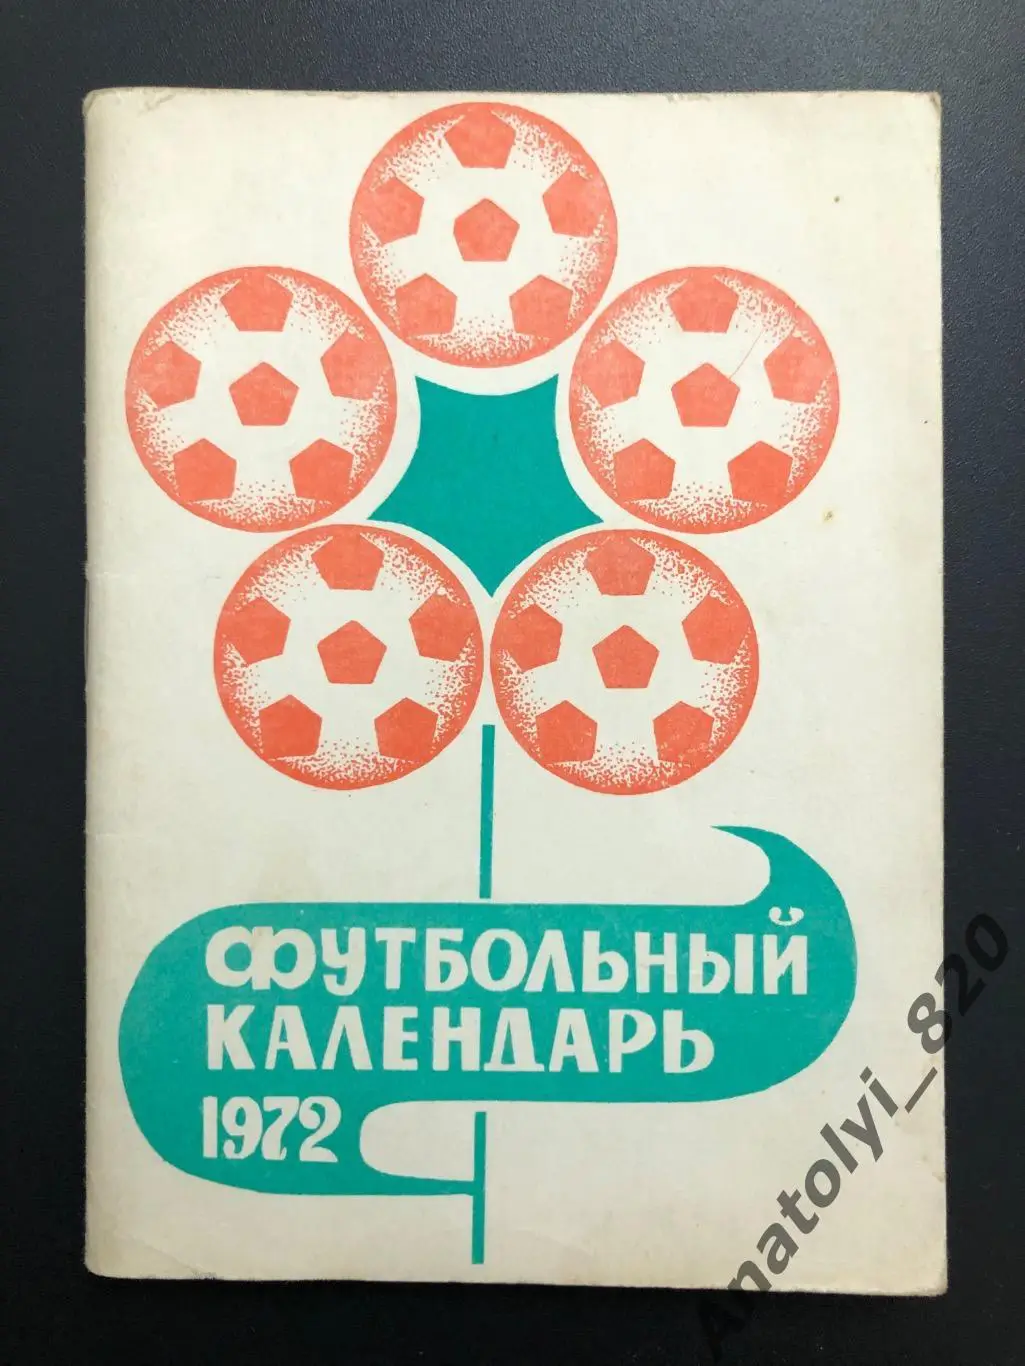 ФУТБОЛЬНЫЙ
КАЛЕНДАРЬ
1972
Anatolyi_820